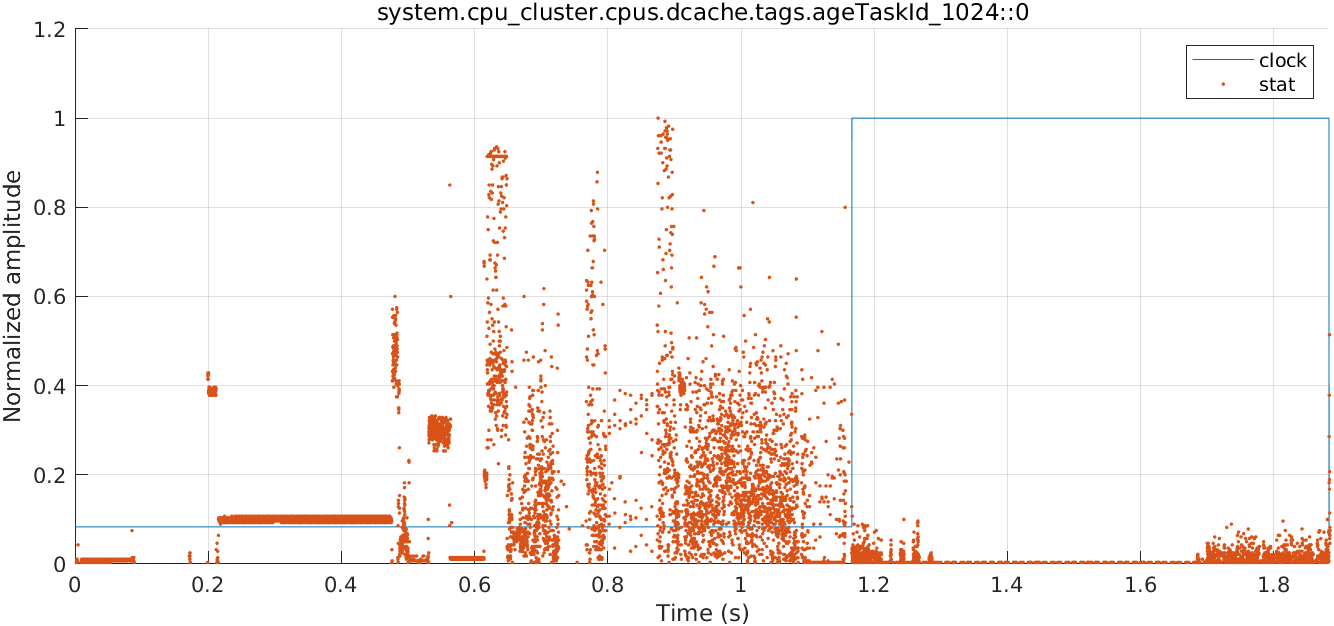 system.cpu_cluster.cpus.dcache.tags.ageTaskId_1024::0
1.2
1
0.8
0.6
0.4
0.2
0
Normalized amplitude
clock
stat
0 0.2 0.4 0.6 0.8 1 1.2 1.4 1.6 1.8
Time (s)